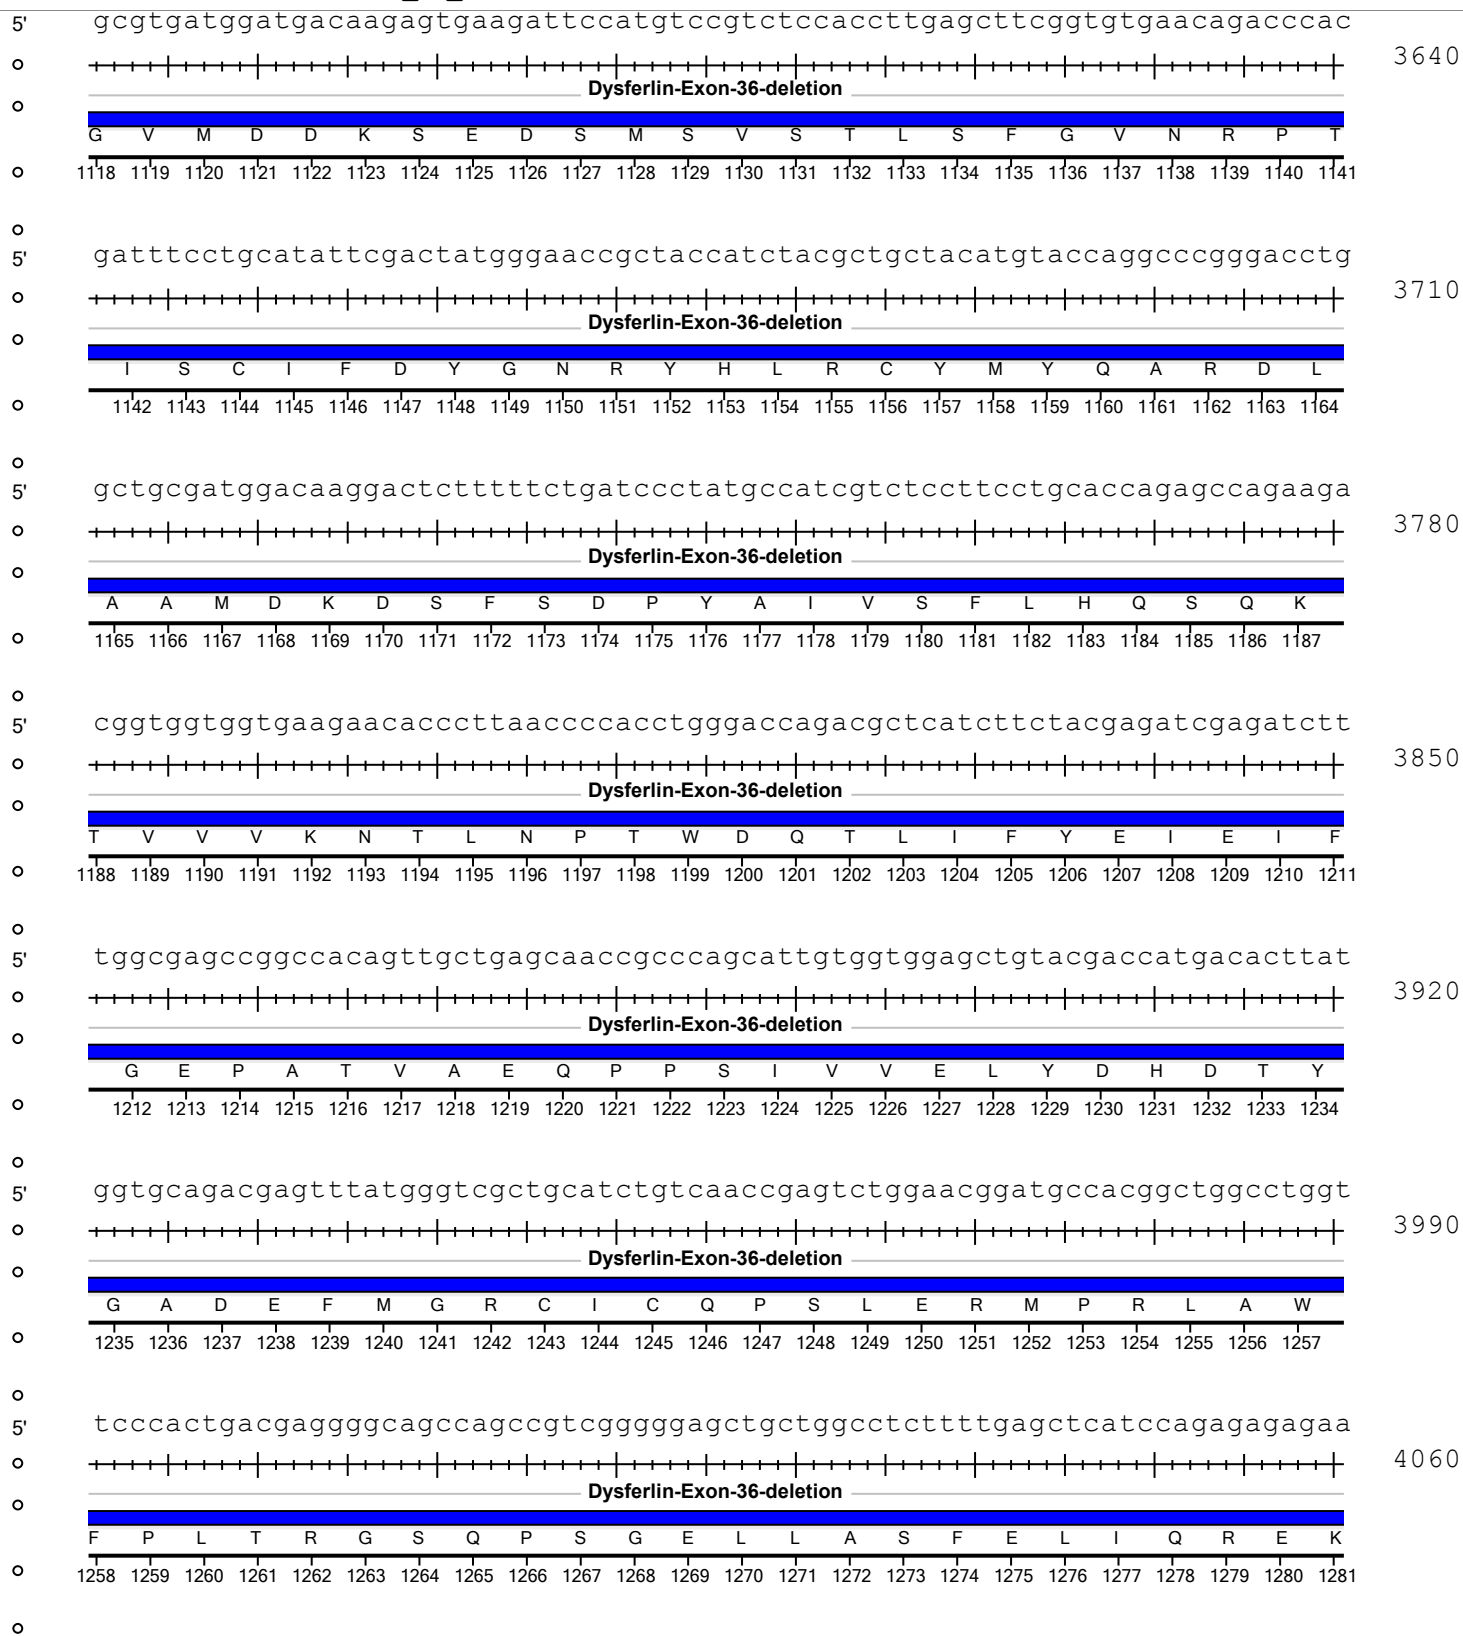 5' gcgtgatggatgacaagagtgaagattccatgtccgtctccaccttgagcttcggtgtgaacagacccac
3640
Dysferlin-Exon-36-deletion
G V M D D K S E D S M S V S T L S F G V N R P T
1118 1119 1120 1121 1122 1123 1124 1125 1126 1127 1128 1129 1130 1131 1132 1133 1134 1135 1136 1137 1138 1139 1140 1141
5' gatttcctgcatattcgactatgggaaccgctaccatctacgctgctacatgtaccaggcccgggacctg
3710
Dysferlin-Exon-36-deletion
I S C I F D Y G N R Y H L R C Y M Y Q A R D L
1142 1143 1144 1145 1146 1147 1148 1149 1150 1151 1152 1153 1154 1155 1156 1157 1158 1159 1160 1161 1162 1163 1164
5' gctgcgatggacaaggactctttttctgatccctatgccatcgtctccttcctgcaccagagccagaaga
3780
Dysferlin-Exon-36-deletion
A A M D K D S F S D P Y A I V S F L H Q S Q K
1165 1166 1167 1168 1169 1170 1171 1172 1173 1174 1175 1176 1177 1178 1179 1180 1181 1182 1183 1184 1185 1186 1187
5' cggtggtggtgaagaacacccttaaccccacctgggaccagacgctcatcttctacgagatcgagatctt
3850
Dysferlin-Exon-36-deletion
T V V V K N T L N P T W D Q T L I F Y E I E I F
1188 1189 1190 1191 1192 1193 1194 1195 1196 1197 1198 1199 1200 1201 1202 1203 1204 1205 1206 1207 1208 1209 1210 1211
5' tggcgagccggccacagttgctgagcaaccgcccagcattgtggtggagctgtacgaccatgacacttat
3920
Dysferlin-Exon-36-deletion
G E P A T V A E Q P P S I V V E L Y D H D T Y
1212 1213 1214 1215 1216 1217 1218 1219 1220 1221 1222 1223 1224 1225 1226 1227 1228 1229 1230 1231 1232 1233 1234
5' ggtgcagacgagtttatgggtcgctgcatctgtcaaccgagtctggaacggatgccacggctggcctggt
3990
Dysferlin-Exon-36-deletion
G A D E F M G R C I C Q P S L E R M P R L A W
1235 1236 1237 1238 1239 1240 1241 1242 1243 1244 1245 1246 1247 1248 1249 1250 1251 1252 1253 1254 1255 1256 1257
5' tcccactgacgaggggcagccagccgtcgggggagctgctggcctcttttgagctcatccagagagagaa
4060
Dysferlin-Exon-36-deletion
F P L T R G S Q P S G E L L A S F E L I Q R E K
1258 1259 1260 1261 1262 1263 1264 1265 1266 1267 1268 1269 1270 1271 1272 1273 1274 1275 1276 1277 1278 1279 1280 1281